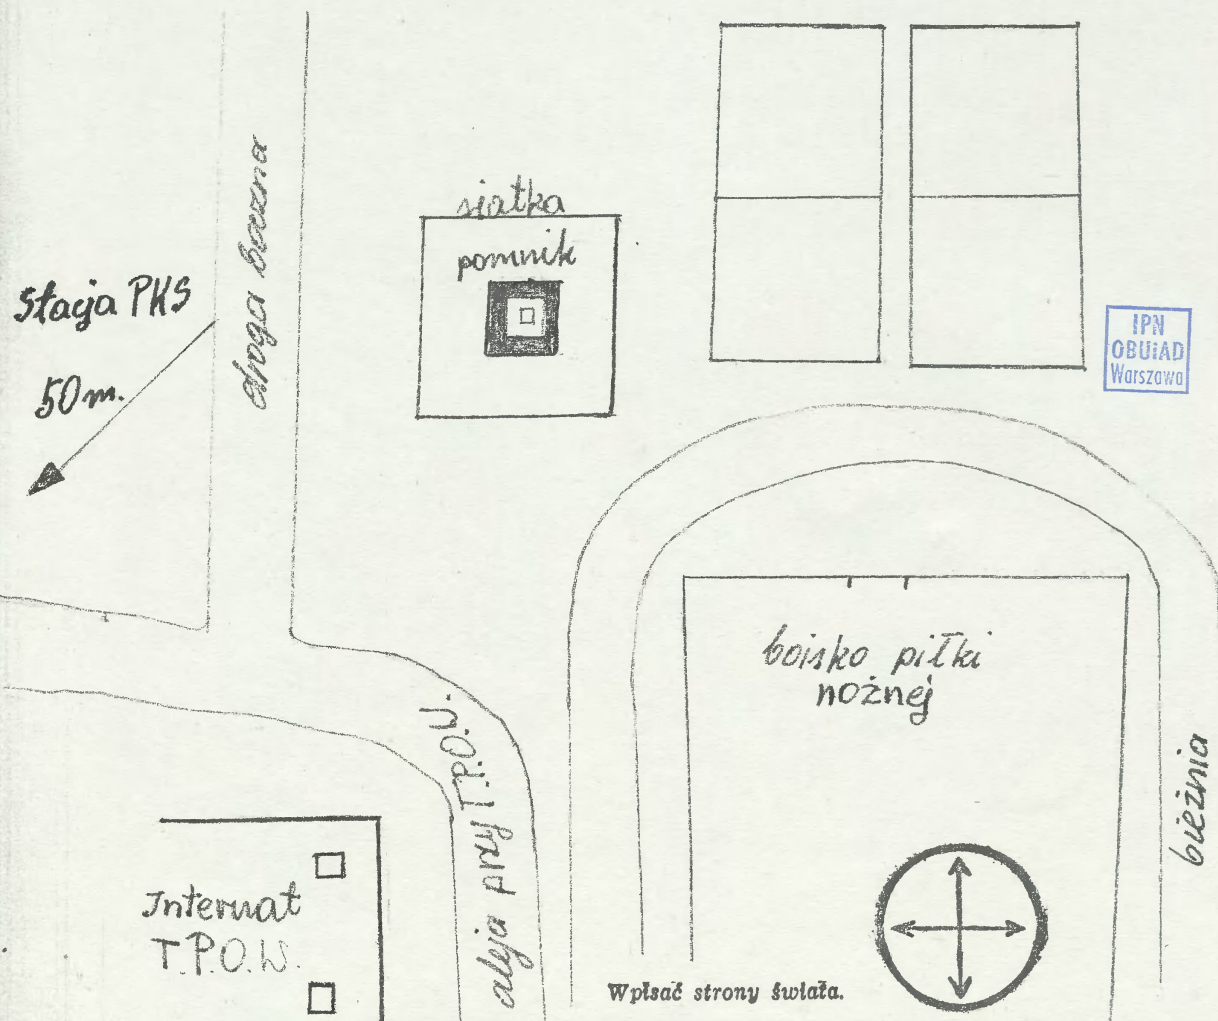 siatka
pomnik
droga boczna
Stacja PKS
50 m.
IPN
OBUiAD
Warszawa
boisko piłki
nożnej
bieżnia
aleja przy T.P.O.W.
Internat
T.P.O.W.
Wpisać strony świata.